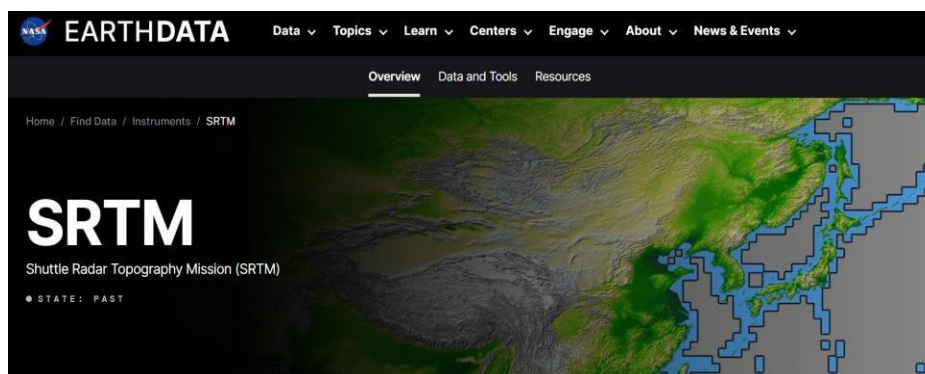 NASA EARTHDATA Data Topics Learn Centers Engage About News & Events
Overview Data and Tools Resources
Home / Find Data / Instruments / SRTM
SRTM
Shuttle Radar Topography Mission (SRTM)
STATE: PAST